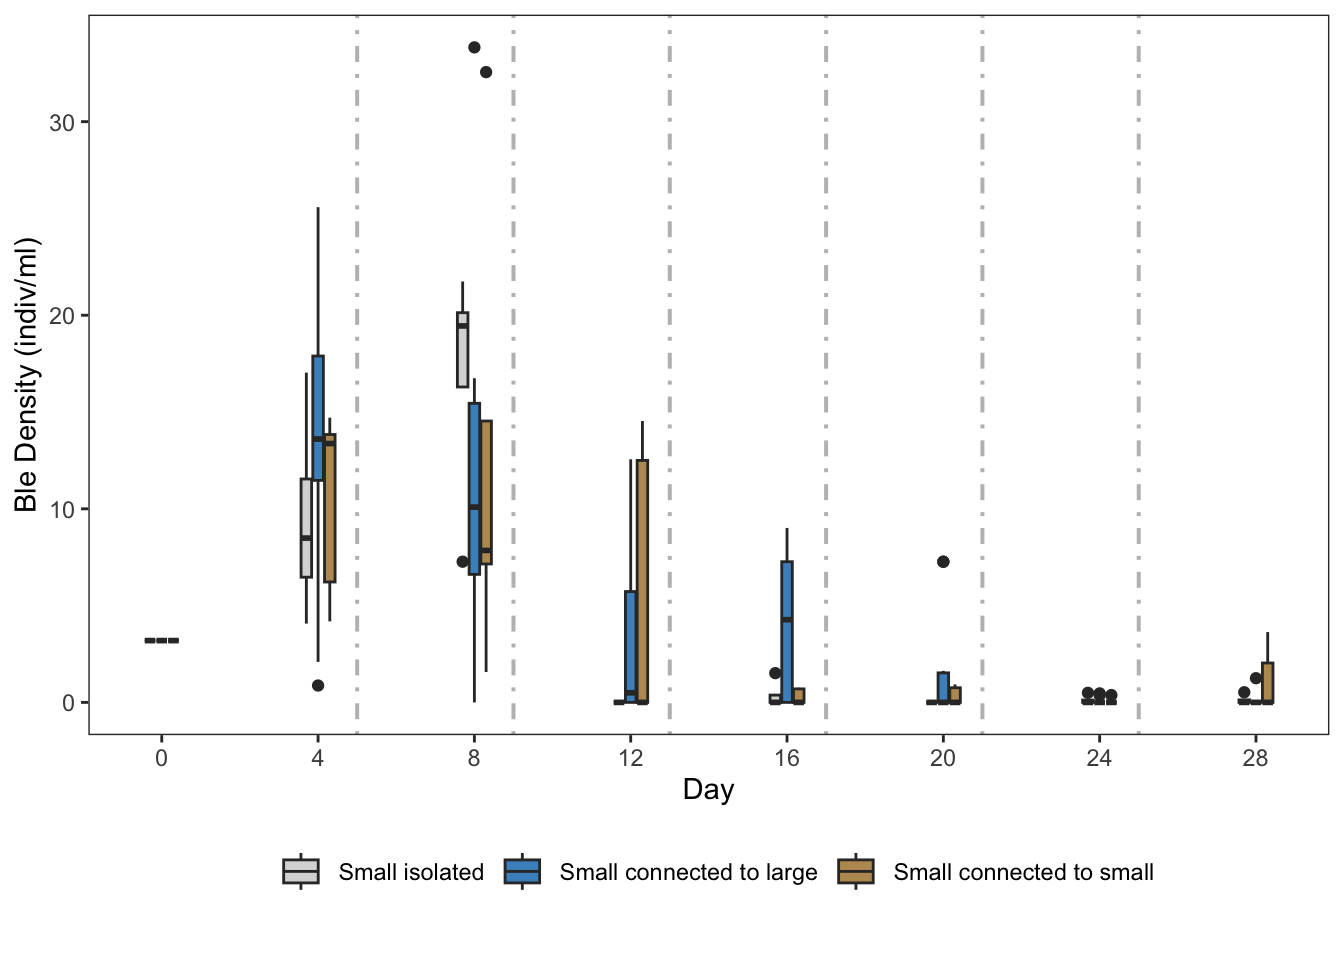 Ble Density (indiv/ml)
30
20
10
0
0 4 8 12 16 20 24 28
Day
Small isolated Small connected to large Small connected to small